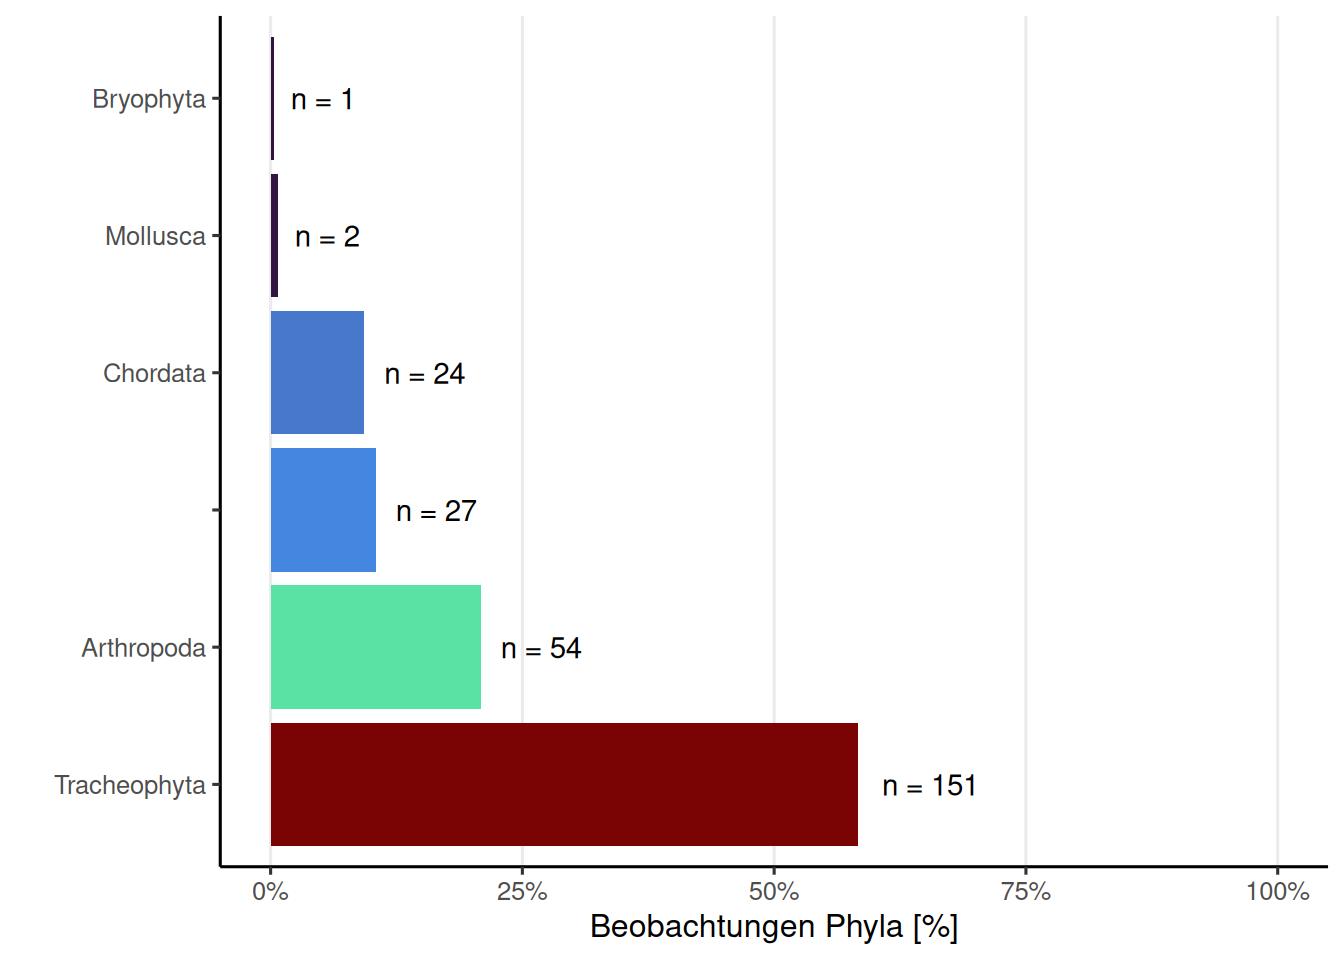 Bryophyta n = 1
Mollusca n = 2
Chordata n = 24
n = 27
Arthropoda n = 54
Tracheophyta n = 151
0% 25% 50% 75% 100%
Beobachtungen Phyla [%]